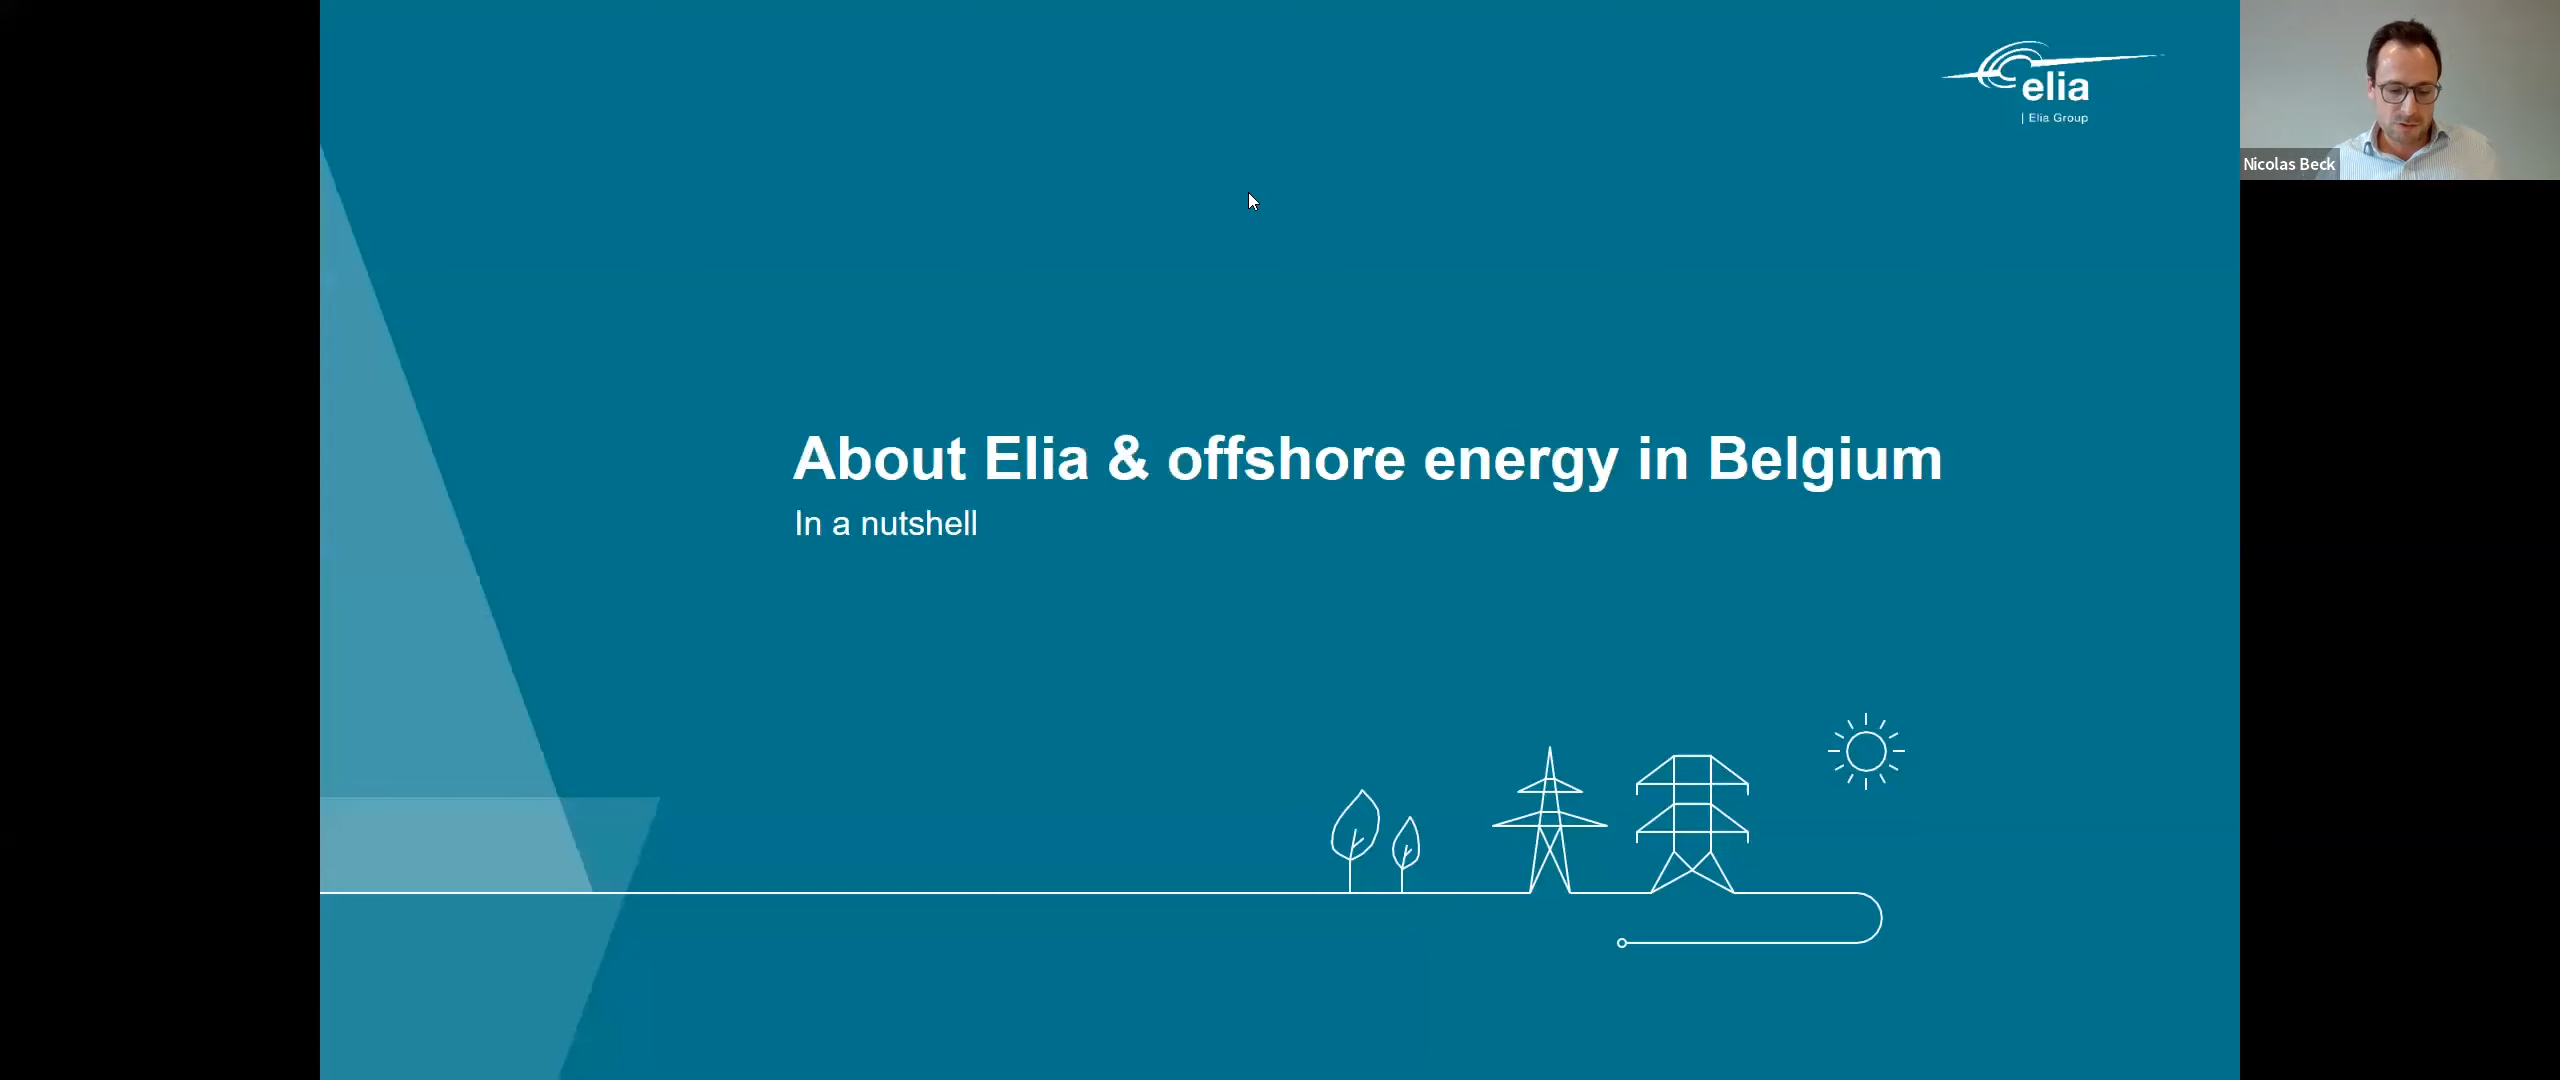 elia
| Elia Group
Nicolas Beck
About Elia & offshore energy in Belgium
In a nutshell